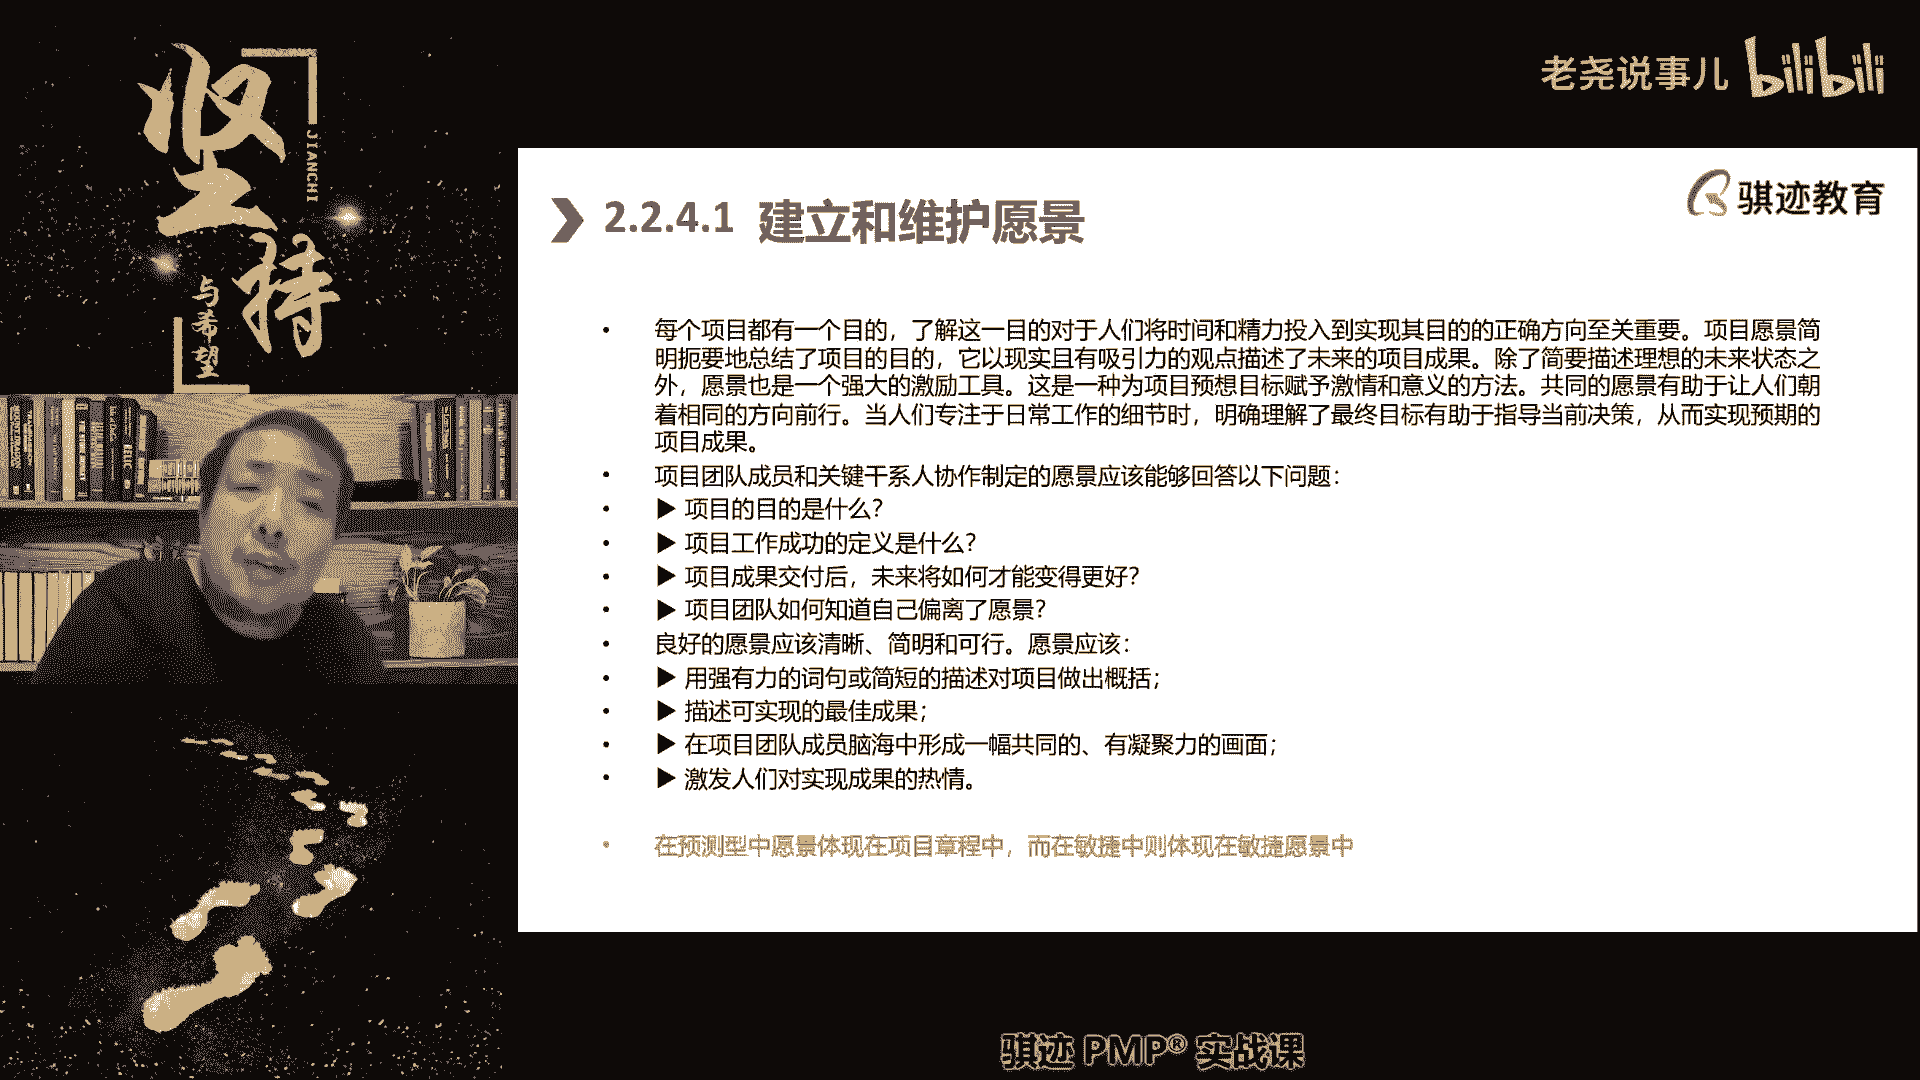 坚持
JIANCHI
与希望
老尧说事儿 bilibili
骐迹教育
2.2.4.1 建立和维护愿景
• 每个项目都有一个目的，了解这一目的对于人们将时间和精力投入到实现其目的的正确方向至关重要。项目愿景简
明扼要地总结了项目的目的，它以现实且有吸引力的观点描述了未来的项目成果。除了简要描述理想的未来状态之
外，愿景也是一个强大的激励工具。这是一种为项目预想目标赋予激情和意义的方法。共同的愿景有助于让人们朝
着相同的方向前行。当人们专注于日常工作的细节时，明确理解了最终目标有助于指导当前决策，从而实现预期的
项目成果。
• 项目团队成员和关键干系人协作制定的愿景应该能够回答以下问题：
• ▶ 项目的目的是什么？
• ▶ 项目工作成功的定义是什么？
• ▶ 项目成果交付后，未来将如何才能变得更好？
• ▶ 项目团队如何知道自己偏离了愿景？
• 良好的愿景应该清晰、简明和可行。愿景应该：
• ▶ 用强有力的词句或简短的描述对项目做出概括；
• ▶ 描述可实现的最佳成果；
• ▶ 在项目团队成员脑海中形成一幅共同的、有凝聚力的画面；
• ▶ 激发人们对实现成果的热情。
• 在预测型中愿景体现在项目章程中，而在敏捷中则体现在敏捷愿景中
骐迹 PMP® 实战课